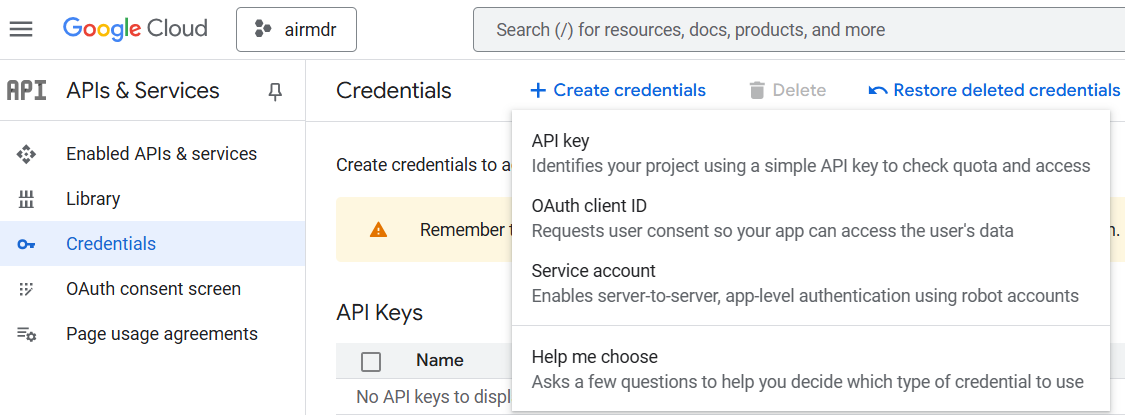 Google Cloud
airmdr
Search (/) for resources, docs, products, and more
API
APIs & Services
Enabled APIs & services
Library
Credentials
OAuth consent screen
Page usage agreements
Credentials
+ Create credentials
Delete
Restore deleted credentials
Create credentials to a
Remember
API key
Identifies your project using a simple API key to check quota and access
OAuth client ID
Requests user consent so your app can access the user's data
Service account
Enables server-to-server, app-level authentication using robot accounts
Help me choose
Asks a few questions to help you decide which type of credential to use
API Keys
Name
No API keys to displ